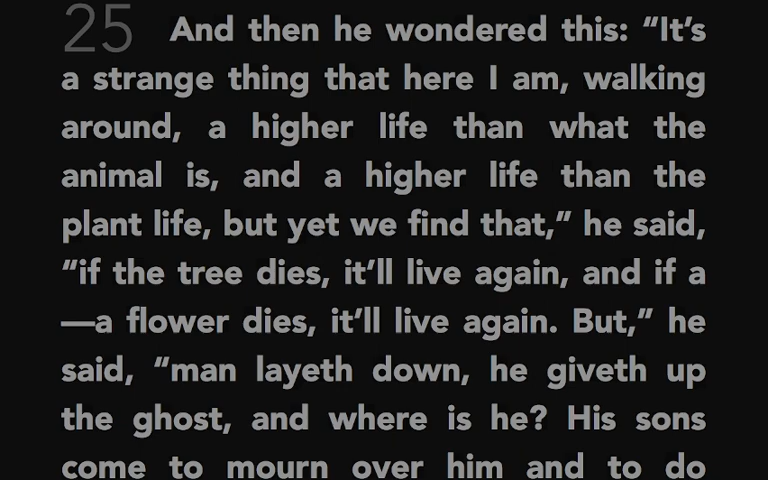 25 And then he wondered this: “It’s
a strange thing that here I am, walking
around, a higher life than what the
animal is, and a higher life than the
plant life, but yet we find that,” he said,
“if the tree dies, it’ll live again, and if a
—a flower dies, it’ll live again. But,” he
said, “man layeth down, he giveth up
the ghost, and where is he? His sons
come to mourn over him and to do